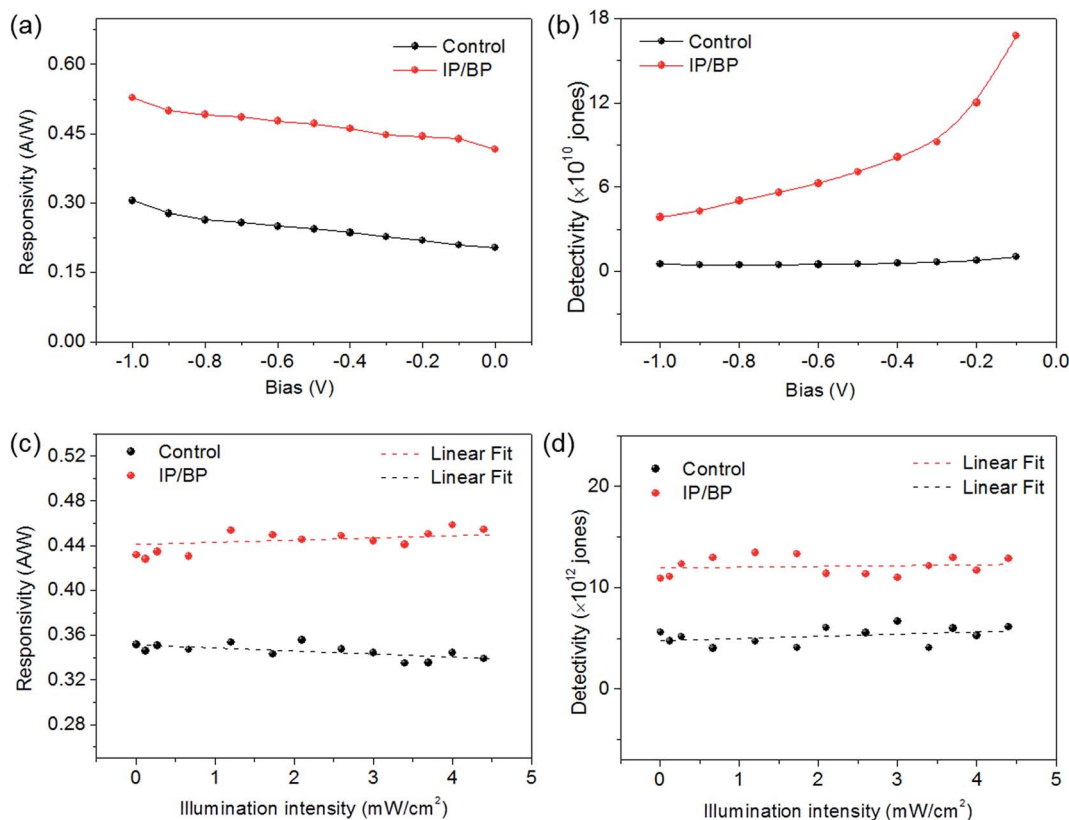 (a)
Control
IP/BP
Responsivity (A/W)
0.60
0.45
0.30
0.15
0.00
-1.0 -0.8 -0.6 -0.4 -0.2 0.0
Bias (V)
(b)
Control
IP/BP
Detectivity (×10¹⁰ jones)
18
12
6
0
-1.0 -0.8 -0.6 -0.4 -0.2 0.0
Bias (V)
(c)
Control Linear Fit
IP/BP Linear Fit
Responsivity (A/W)
0.52
0.48
0.44
0.36
0.33
0.28
0 1 2 3 4 5
Illumination intensity (mW/cm²)
(d)
Control Linear Fit
IP/BP Linear Fit
Detectivity (×10¹² jones)
20
10
0
0 1 2 3 4 5
Illumination intensity (mW/cm²)